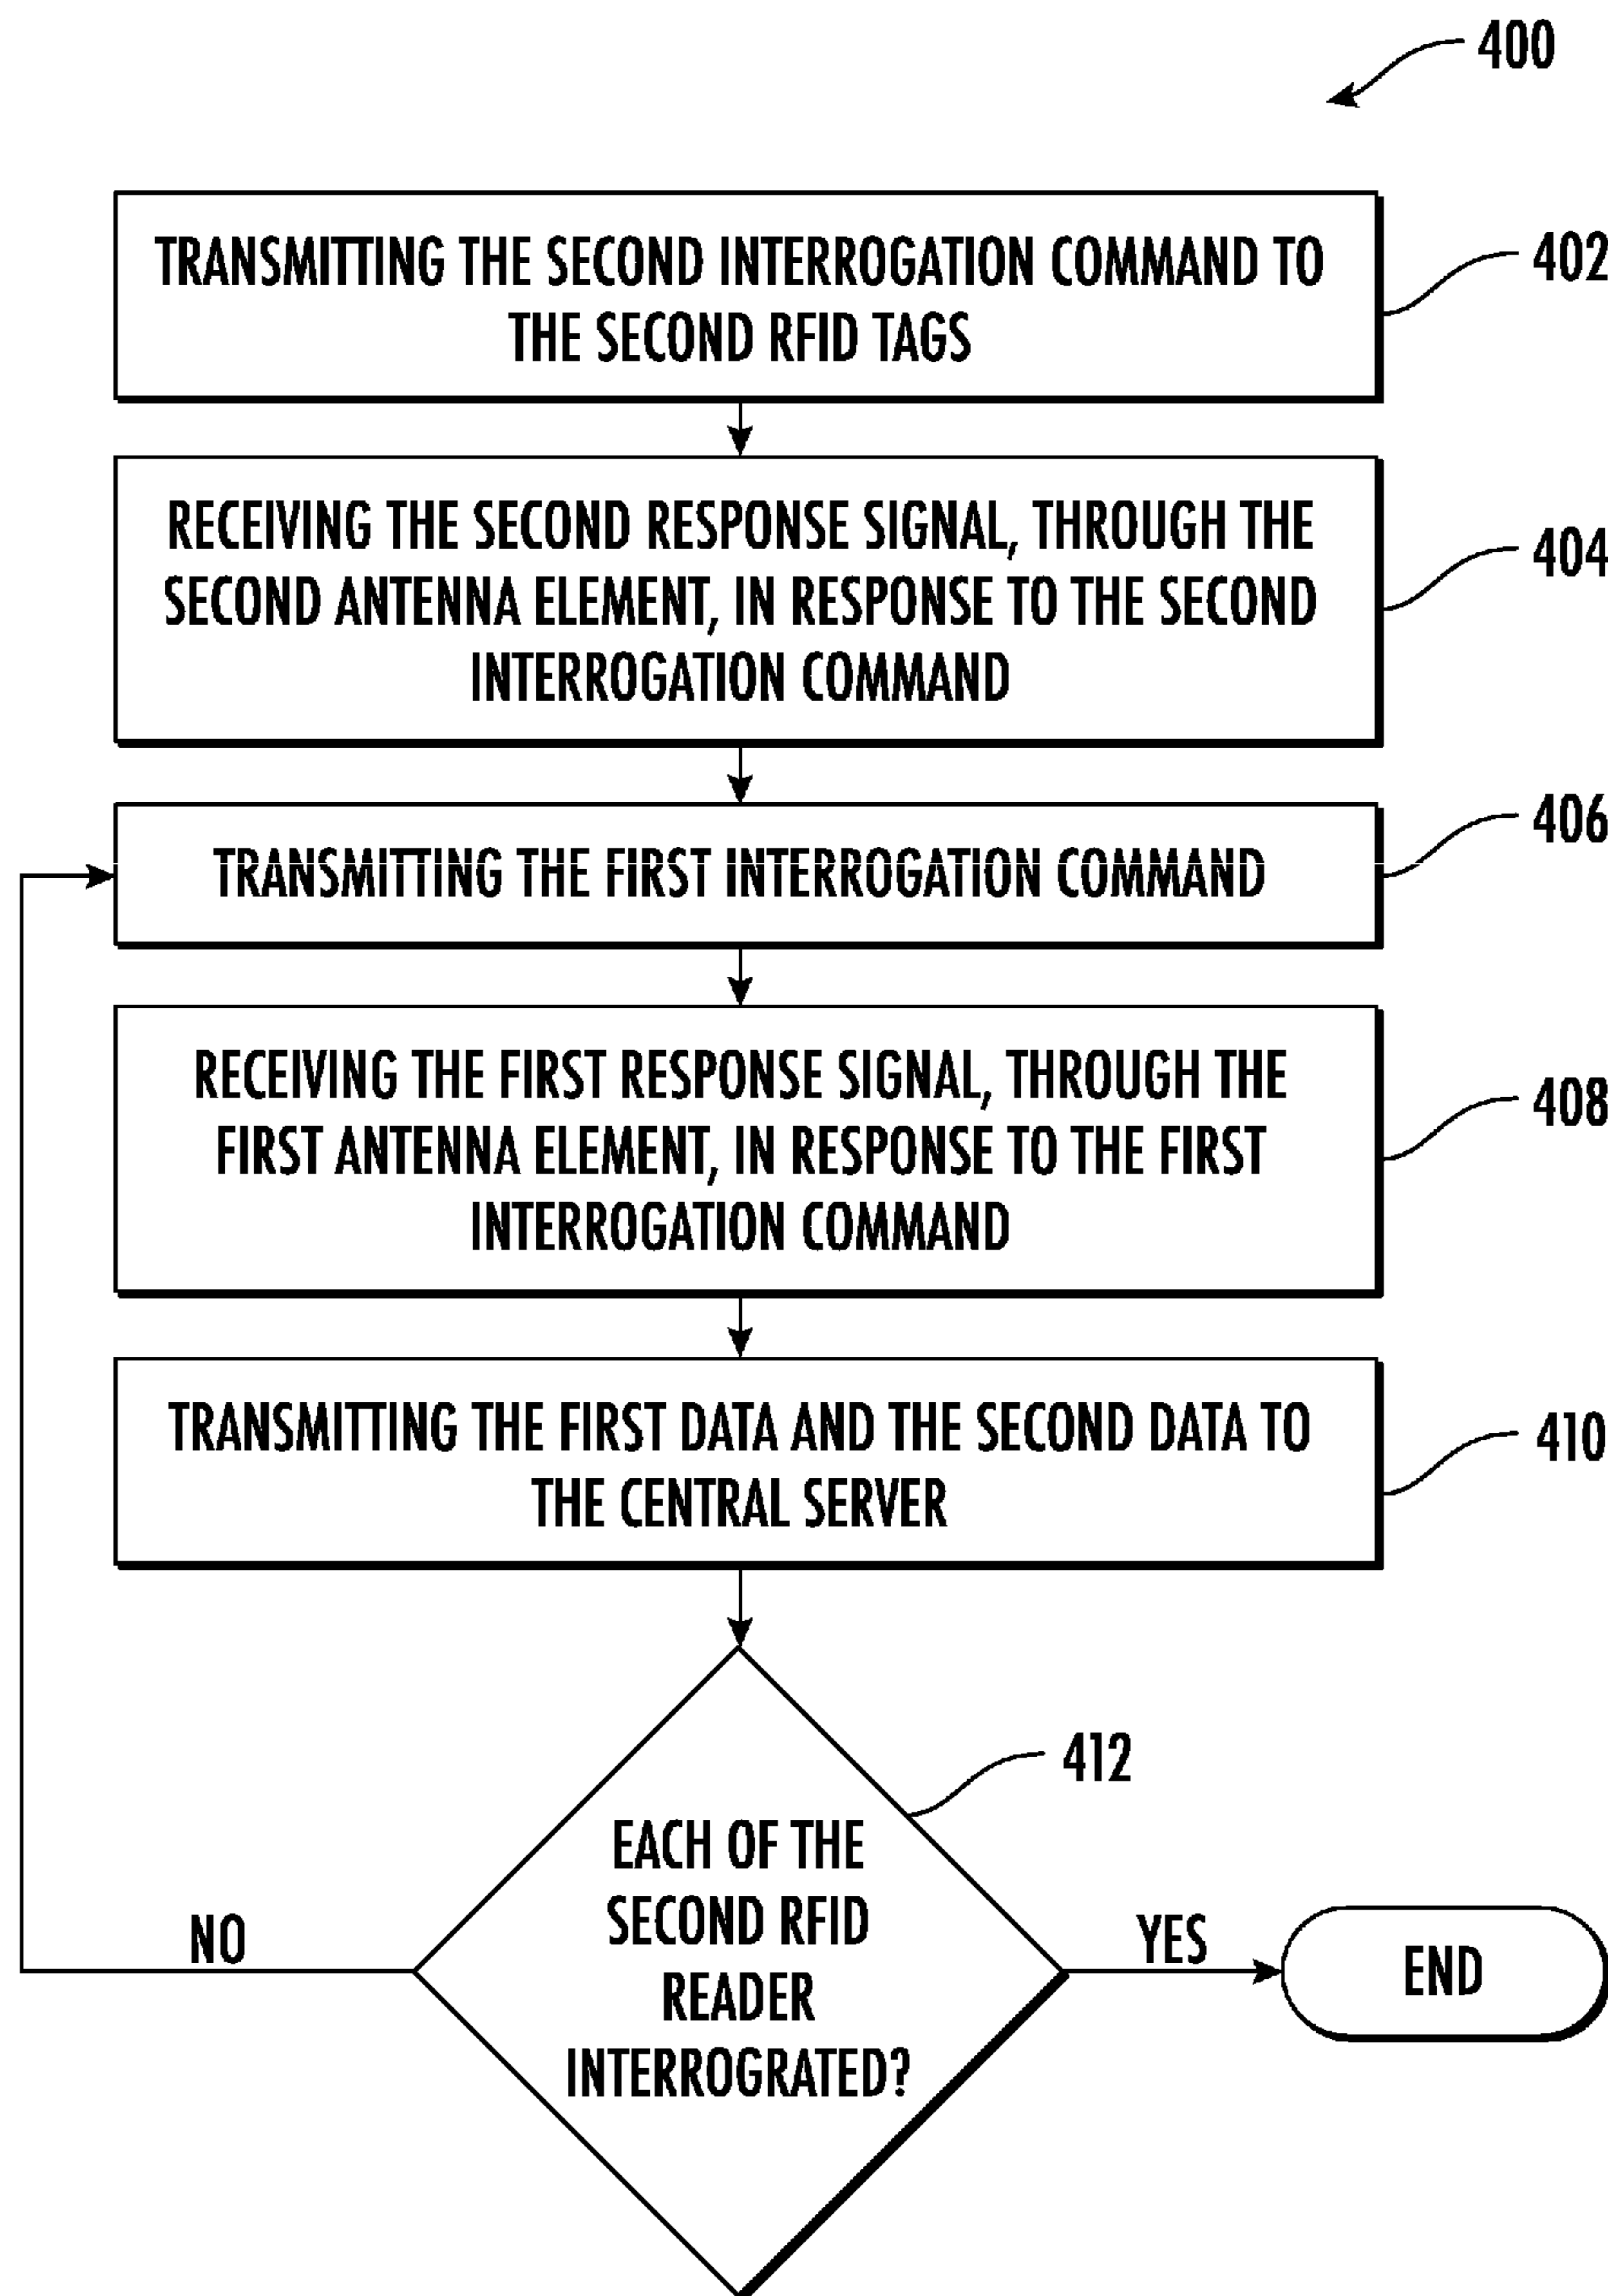 400
TRANSMITTING THE SECOND INTERROGATION COMMAND TO
THE SECOND RFID TAGS
402
RECEIVING THE SECOND RESPONSE SIGNAL, THROUGH THE
SECOND ANTENNA ELEMENT, IN RESPONSE TO THE SECOND
INTERROGATION COMMAND
404
TRANSMITTING THE FIRST INTERROGATION COMMAND
406
RECEIVING THE FIRST RESPONSE SIGNAL, THROUGH THE
FIRST ANTENNA ELEMENT, IN RESPONSE TO THE FIRST
INTERROGATION COMMAND
408
TRANSMITTING THE FIRST DATA AND THE SECOND DATA TO
THE CENTRAL SERVER
410
412
EACH OF THE
SECOND RFID
READER
INTERROGRATED?
NO
YES
END